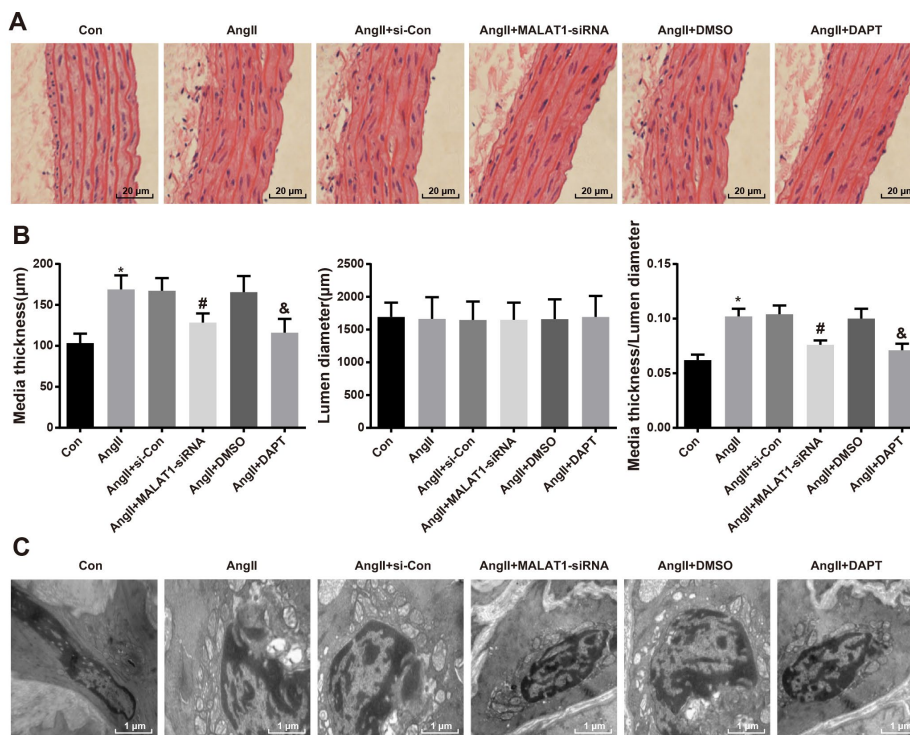 A
Con AngII AngII+si-Con AngII+MALAT1-siRNA AngII+DMSO AngII+DAPT
20 µm 20 µm 20 µm 20 µm 20 µm 20 µm
B
Media thickness(µm)
200
150
100
50
0
* # &
Con AngII AngII+si-Con AngII+MALAT1-siRNA AngII+DMSO AngII+DAPT
Lumen diameter(µm)
2500
2000
1500
1000
500
0
Con AngII AngII+si-Con AngII+MALAT1-siRNA AngII+DMSO AngII+DAPT
Media thickness/Lumen diameter
0.15
0.10
0.05
0.00
* # &
Con AngII AngII+si-Con AngII+MALAT1-siRNA AngII+DMSO AngII+DAPT
C
Con AngII AngII+si-Con AngII+MALAT1-siRNA AngII+DMSO AngII+DAPT
1 µm 1 µm 1 µm 1 µm 1 µm 1 µm